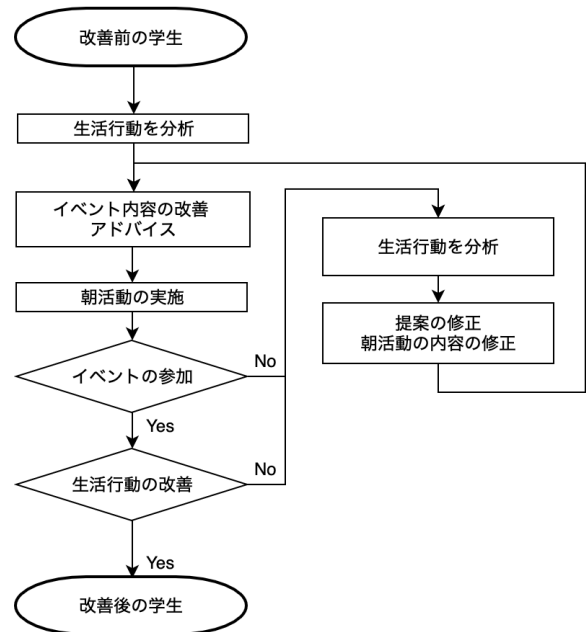 改善前の学生
生活行動を分析
イベント内容の改善
アドバイス
朝活動の実施
イベントの参加
No
Yes
生活行動の改善
No
Yes
改善後の学生
生活行動を分析
提案の修正
朝活動の内容の修正